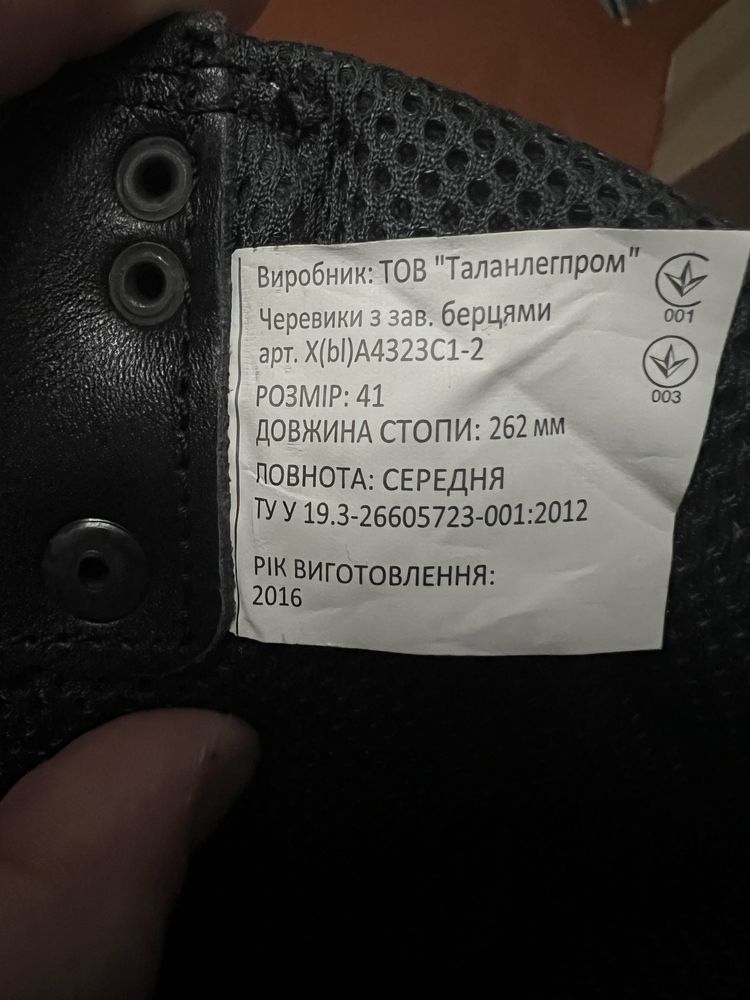 Виробник: ТОВ "Таланлегпром"
Черевики з зав. берцями
арт. X(bl)A4323C1-2
РОЗМІР: 41
ДОВЖИНА СТОПИ: 262 мм
ПОВНОТА: СЕРЕДНЯ
ТУ У 19.3-26605723-001:2012
РІК ВИГОТОВЛЕННЯ:
2016
001
003